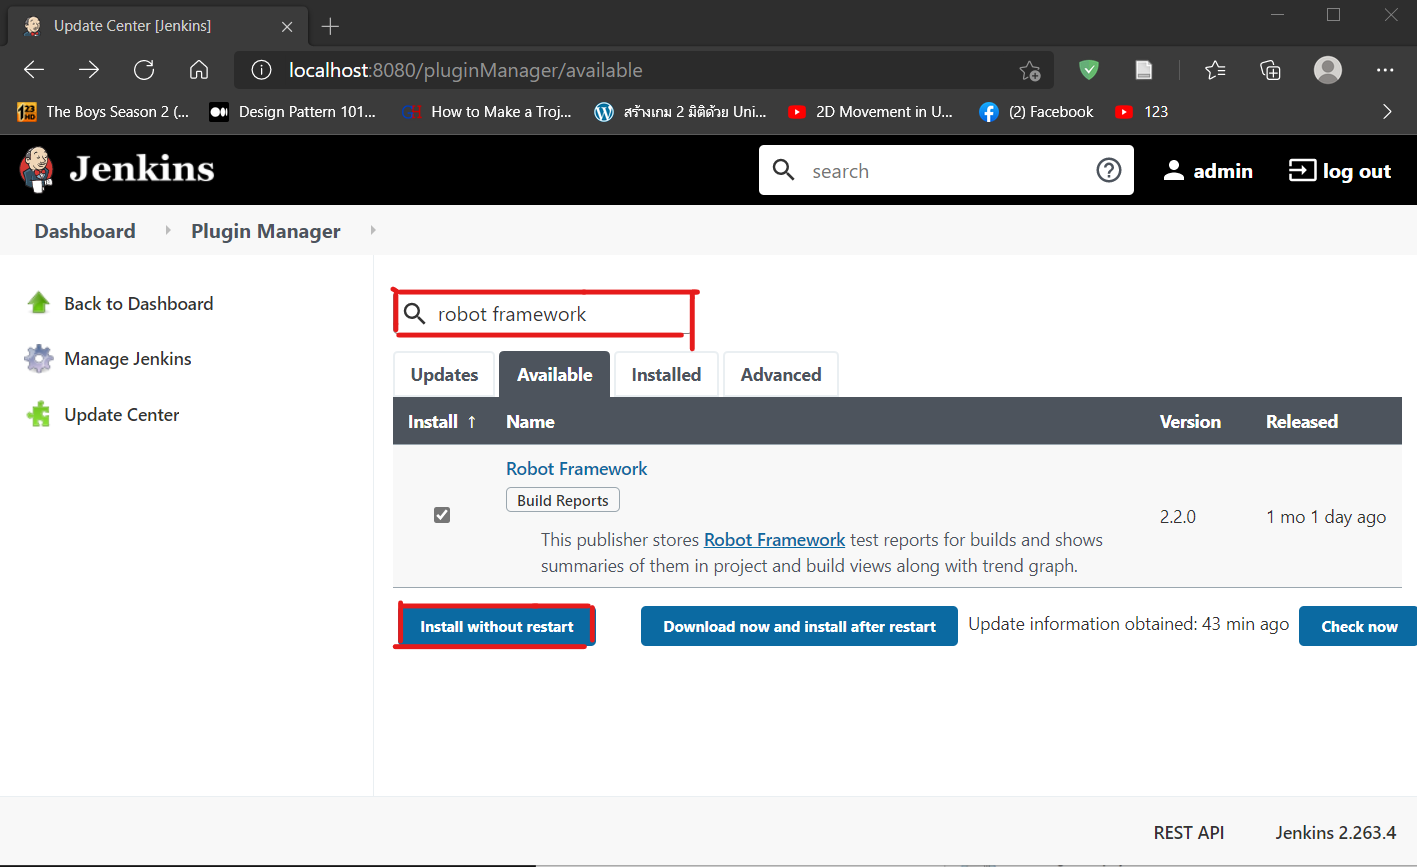 Update Center [Jenkins]
localhost:8080/pluginManager/available
The Boys Season 2 (... Design Pattern 101... How to Make a Troj... สร้างเกม 2 มิติด้วย Uni... 2D Movement in U... (2) Facebook 123
Jenkins search admin log out
Dashboard Plugin Manager
Back to Dashboard
Manage Jenkins
Update Center
robot framework
Updates Available Installed Advanced
Install ↑ Name Version Released
Robot Framework
Build Reports
2.2.0 1 mo 1 day ago
This publisher stores Robot Framework test reports for builds and shows
summaries of them in project and build views along with trend graph.
Install without restart Download now and install after restart Update information obtained: 43 min ago Check now
REST API Jenkins 2.263.4